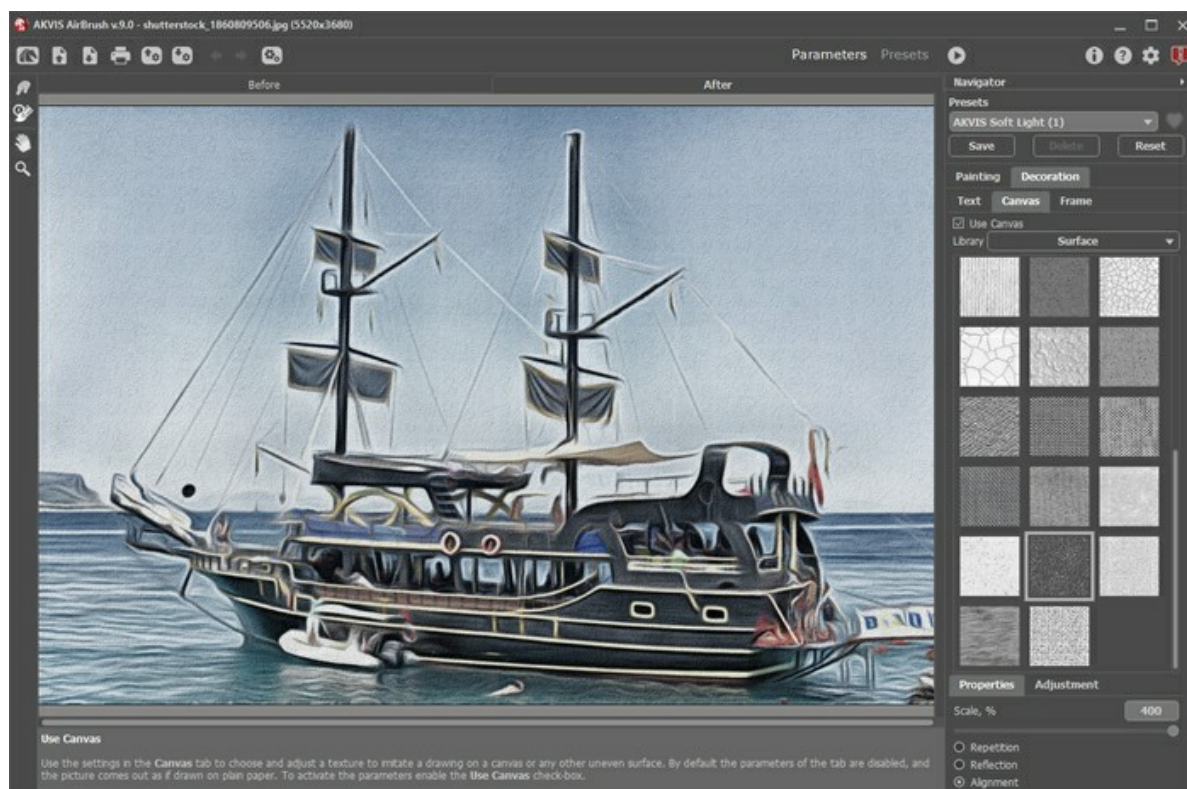 AKVIS AirBrush v.9.0 - shutterstock_1860809506.jpg (5520x3680)
Parameters Presets
Before After
Navigator
Presets
AKVIS Soft Light (1)
Save Delete Reset
Painting Decoration
Text Canvas Frame
Use Canvas
Library Surface
Properties Adjustment
Scale, % 400
Repetition
Reflection
Alignment
Use Canvas
Use the settings in the Canvas tab to choose and adjust a texture to imitate a drawing on a canvas or any other uneven surface. By default the parameters of the tab are disabled, and
the picture comes out as if drawn on plain paper. To activate the parameters enable the Use Canvas check-box.